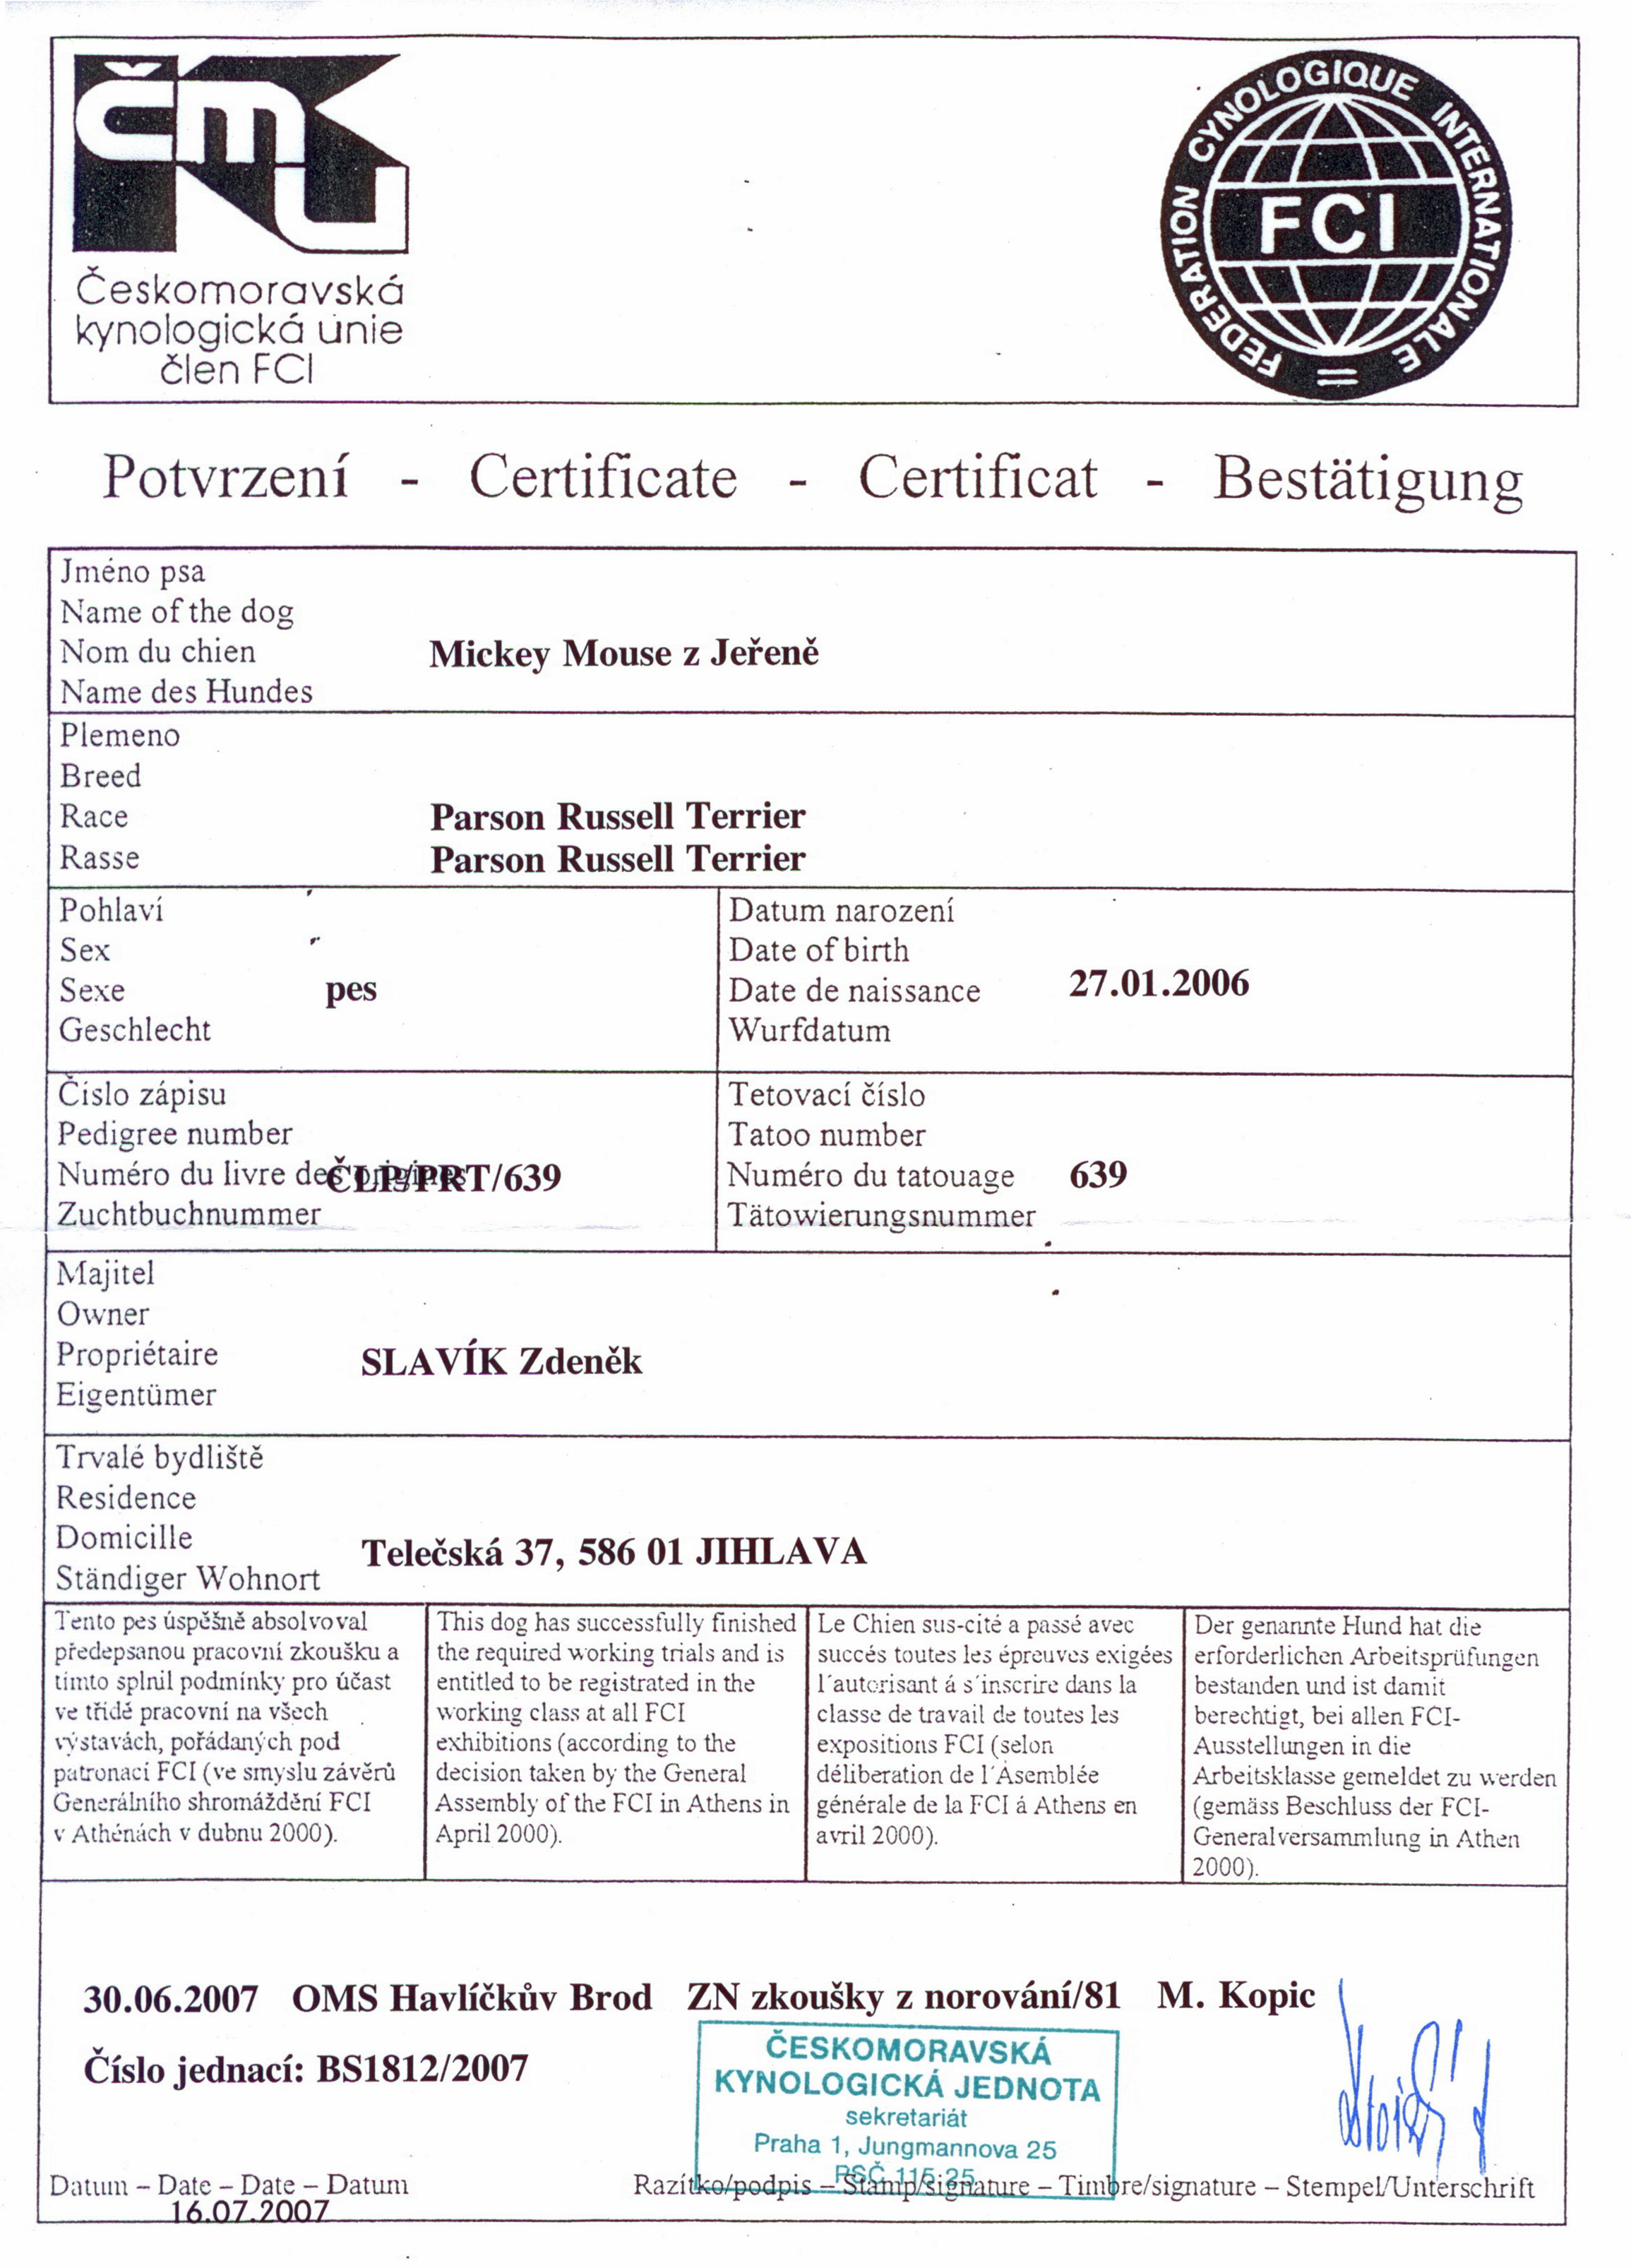 čmku
Českomoravská
kynologická unie
člen FCI
FEDERATION CYNOLOGIQUE INTERNATIONALE
FCI
Potvrzení - Certificate - Certificat - Bestätigung
Jméno psa
Name of the dog
Nom du chien Mickey Mouse z Jeřeně
Name des Hundes
Plemeno
Breed
Race Parson Russell Terrier
Rasse Parson Russell Terrier
Pohlaví
Sex
Sexe pes
Geschlecht
Datum narození
Date of birth
Date de naissance 27.01.2006
Wurfdatum
Číslo zápisu
Pedigree number
Numéro du livre des origines ČLP/PRT/639
Zuchtbuchnummer
Tetovací číslo
Tatoo number
Numéro du tatouage 639
Tätowierungsnummer
Majitel
Owner
Propriétaire SLAVÍK Zdeněk
Eigentümer
Trvalé bydliště
Residence
Domicille Telečská 37, 586 01 JIHLAVA
Ständiger Wohnort
Tento pes úspěšně absolvoval
předepsanou pracovní zkoušku a
tímto splnil podmínky pro účast
ve třídě pracovní na všech
výstavách, pořádaných pod
patronací FCI (ve smyslu závěrů
Generálního shromáždění FCI
v Athénách v dubnu 2000).
This dog has successfully finished
the required working trials and is
entitled to be registrated in the
working class at all FCI
exhibitions (according to the
decision taken by the General
Assembly of the FCI in Athens in
April 2000).
Le Chien sus-cité a passé avec
succés toutes les épreuves exigées
l´autorisant á s´inscrire dans la
classe de travail de toutes les
expositions FCI (selon
déliberation de l´Asemblée
générale de la FCI á Athens en
avril 2000).
Der genannte Hund hat die
erforderlichen Arbeitsprüfungen
bestanden und ist damit
berechtigt, bei allen FCI-
Ausstellungen in die
Arbeitsklasse gemeldet zu werden
(gemäss Beschluss der FCI-
Generalversammlung in Athen
2000).
30.06.2007 OMS Havlíčkův Brod ZN zkoušky z norování/81 M. Kopic
Číslo jednací: BS1812/2007
ČESKOMORAVSKÁ
KYNOLOGICKÁ JEDNOTA
sekretariát
Praha 1, Jungmannova 25
PSČ 115 25
Datum – Date – Date – Datum
16.07.2007
Razítko/podpis – Stamp/signature – Timbre/signature – Stempel/Unterschrift